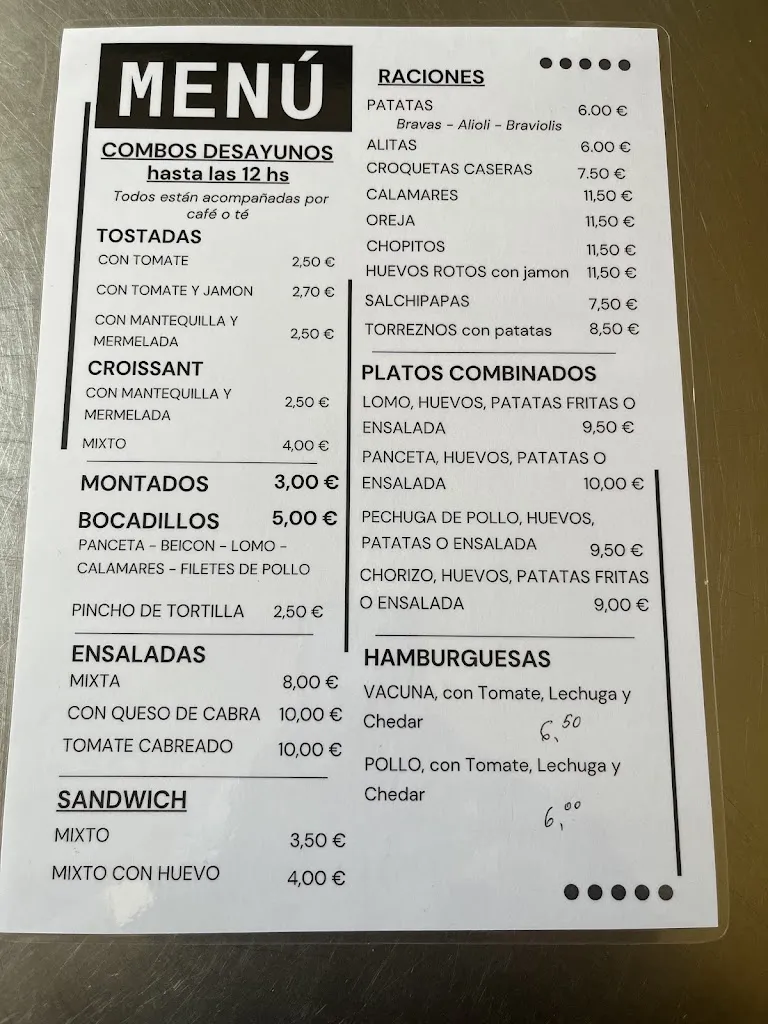 MENÚ
COMBOS DESAYUNOS
hasta las 12 hs
Todos están acompañadas por
café o té
TOSTADAS
CON TOMATE 2,50 €
CON TOMATE Y JAMON 2,70 €
CON MANTEQUILLA Y
MERMELADA 2,50 €
CROISSANT
CON MANTEQUILLA Y
MERMELADA 2,50 €
MIXTO 4,00 €
MONTADOS 3,00 €
BOCADILLOS 5,00 €
PANCETA - BEICON - LOMO -
CALAMARES - FILETES DE POLLO
PINCHO DE TORTILLA 2,50 €
ENSALADAS
MIXTA 8,00 €
CON QUESO DE CABRA 10,00 €
TOMATE CABREADO 10,00 €
SANDWICH
MIXTO 3,50 €
MIXTO CON HUEVO 4,00 €
RACIONES
PATATAS 6.00 €
Bravas - Alioli - Braviolis
ALITAS 6.00 €
CROQUETAS CASERAS 7.50 €
CALAMARES 11,50 €
OREJA 11,50 €
CHOPITOS 11,50 €
HUEVOS ROTOS con jamon 11,50 €
SALCHIPAPAS 7,50 €
TORREZNOS con patatas 8,50 €
PLATOS COMBINADOS
LOMO, HUEVOS, PATATAS FRITAS O
ENSALADA 9,50 €
PANCETA, HUEVOS, PATATAS O
ENSALADA 10,00 €
PECHUGA DE POLLO, HUEVOS,
PATATAS O ENSALADA 9,50 €
CHORIZO, HUEVOS, PATATAS FRITAS
O ENSALADA 9,00 €
HAMBURGUESAS
VACUNA, con Tomate, Lechuga y
Chedar 6,50
POLLO, con Tomate, Lechuga y
Chedar 6,00